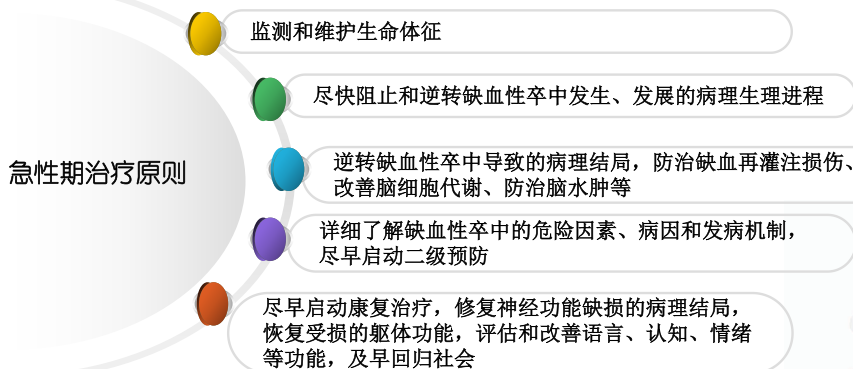 监测和维护生命体征
尽快阻止和逆转缺血性卒中发生、发展的病理生理进程
急性期治疗原则
逆转缺血性卒中导致的病理结局，防治缺血再灌注损伤、
改善脑细胞代谢、防治脑水肿等
详细了解缺血性卒中的危险因素、病因和发病机制，
尽早启动二级预防
尽早启动康复治疗，修复神经功能缺损的病理结局，
恢复受损的躯体功能，评估和改善语言、认知、情绪
等功能，及早回归社会